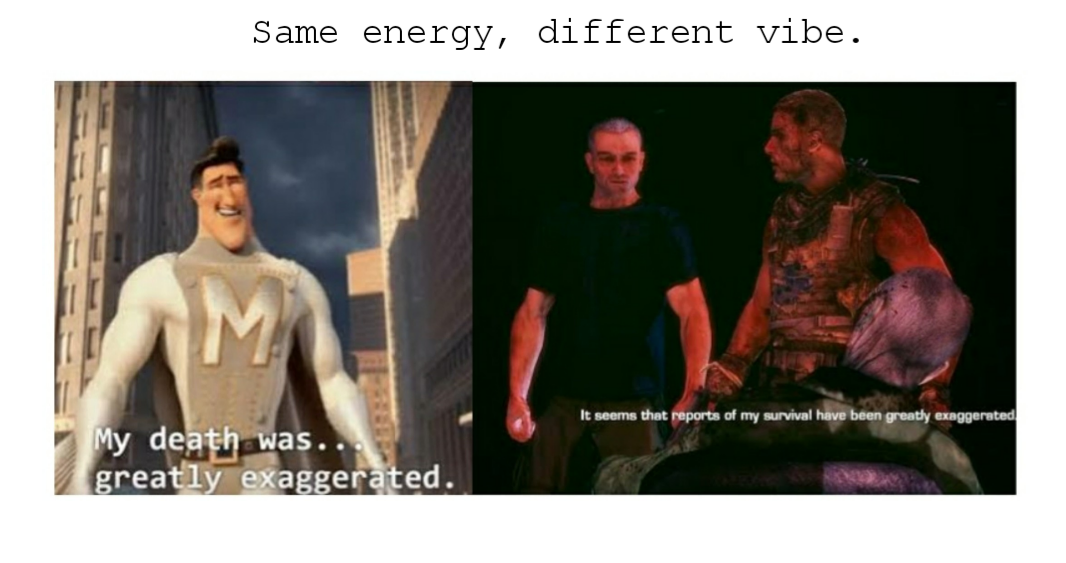 Same energy, different vibe.
M
My death was...
greatly exaggerated.
It seems that reports of my survival have been greatly exaggerated.